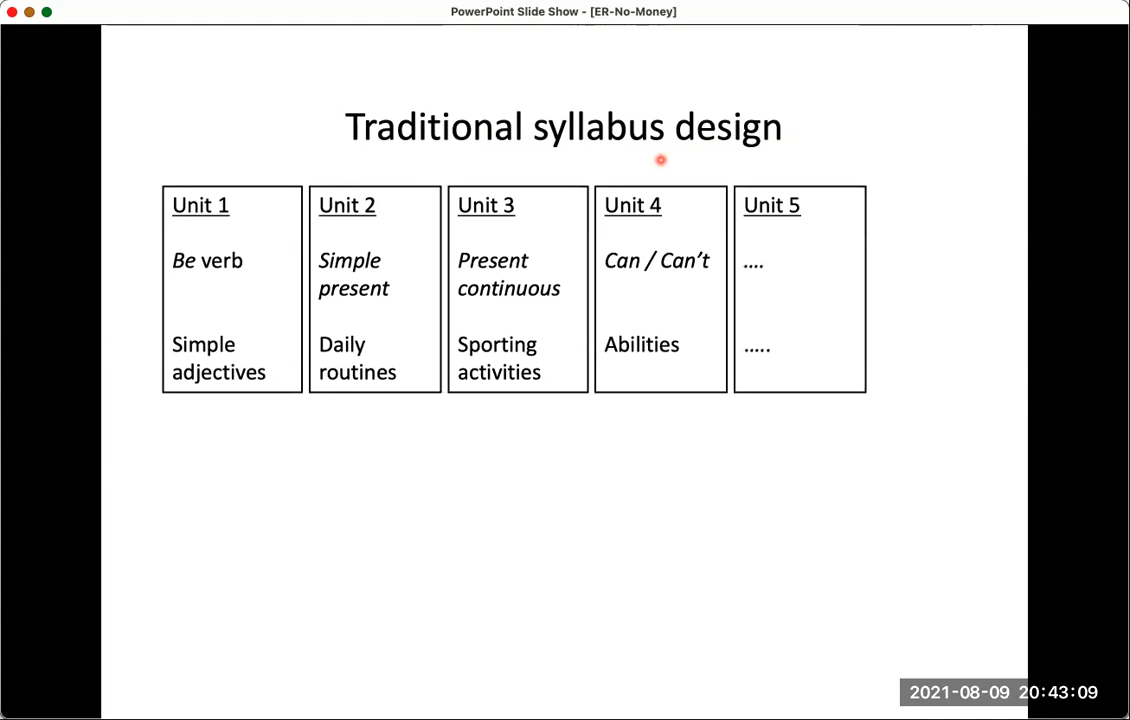 PowerPoint Slide Show - [ER-No-Money]
Traditional syllabus design
Unit 1
Be verb
Simple
adjectives
Unit 2
Simple
present
Daily
routines
Unit 3
Present
continuous
Sporting
activities
Unit 4
Can / Can't
Abilities
Unit 5
....
.....
2021-08-09 20:43:09